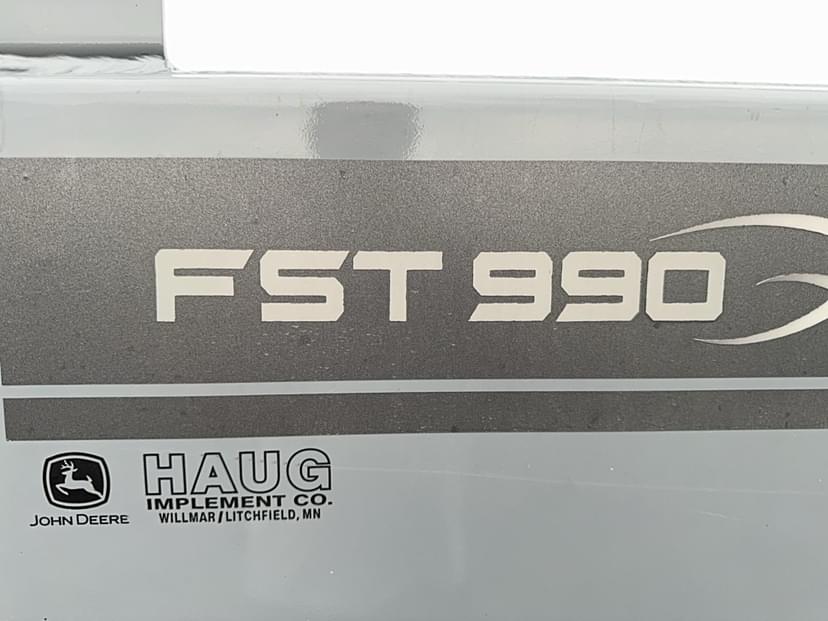 FST 990
JOHN DEERE
HAUG
IMPLEMENT CO.
WILLMAR/LITCHFIELD, MN